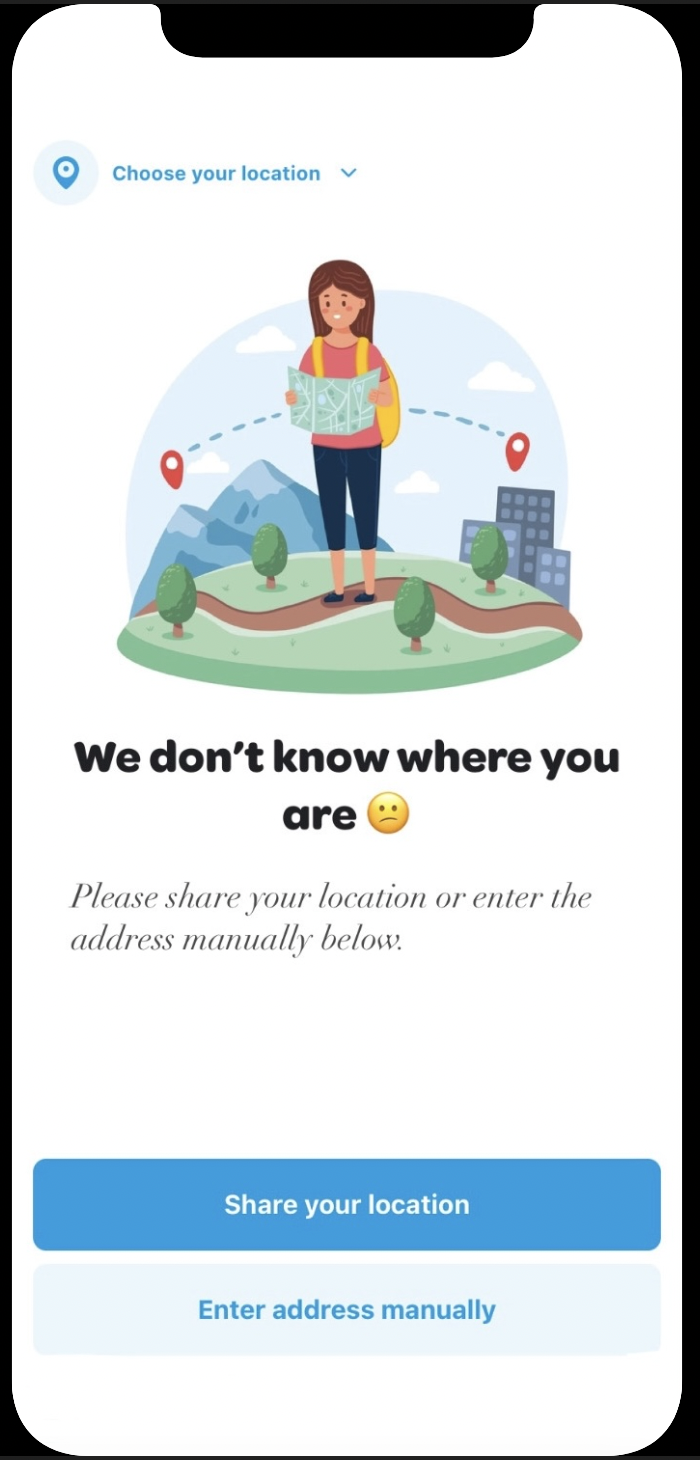 Choose your location
We don't know where you
are 😕
Please share your location or enter the
address manually below.
Share your location
Enter address manually